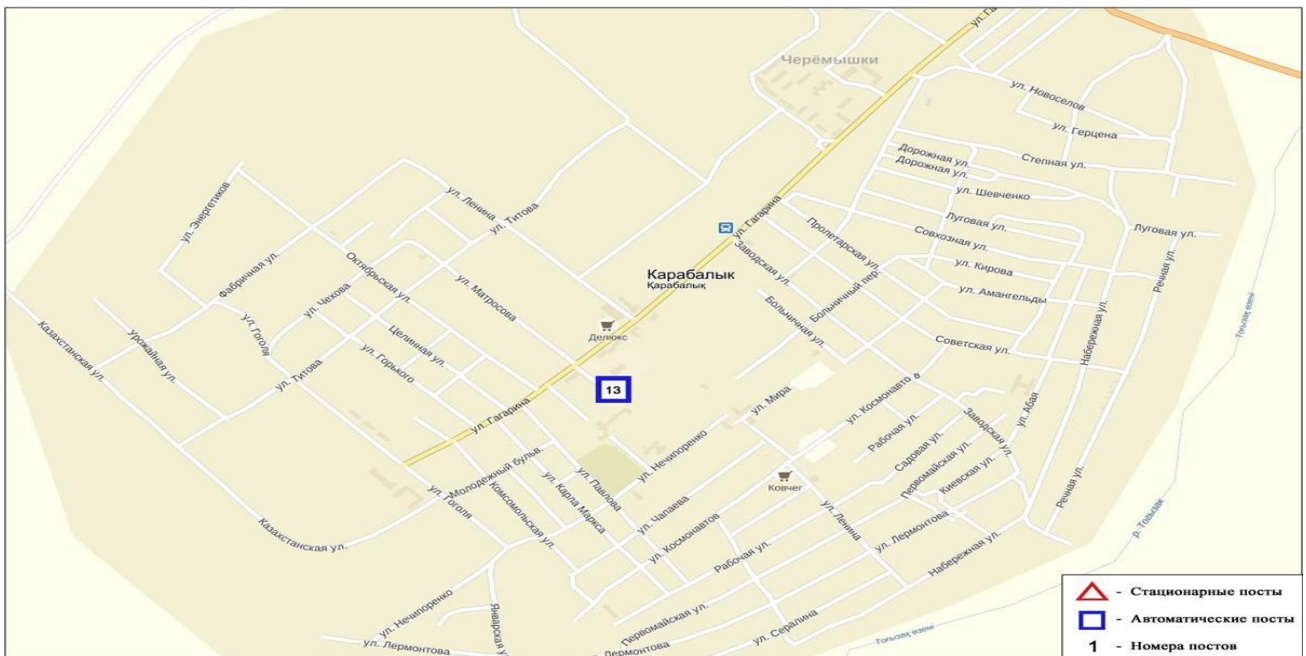 ул. Га
Черёмышки
ул. Новоселов
ул. Герцена
Дорожная ул.
Дорожная ул.
Степная ул.
ул. Шевченко
ул. Энергетиков
ул. Ленина
ул. Титова
ул. Гагарина
Пролетарская ул.
Луговая ул.
Совхозная ул.
Луговая ул.
Фабричная ул.
Октябрьская ул.
Заводская ул.
ул. Кирова
Речная ул.
Карабалык
Қарабалық
ул. Чехова
ул. Матросова
Больничная ул.
Больничный пер.
ул. Амангельды
Набережная ул.
Тоғызақ өзені
Казахстанская ул.
Урожайная ул.
ул. Гоголя
Целинная ул.
ул. Горького
Делюкс
Советская ул.
ул. Титова
13
ул. Гагарина
ул. Мира
ул. Космонавто в
Рабочая ул.
Заводская ул.
ул. Абая
Садовая ул.
Первомайская ул.
Киевская ул.
Молодежный бульв.
ул. Нечипоренко
ул. Павлова
ул. Карла Маркса
Комсомольская ул.
ул. Гоголя
Ковчег
Речная ул.
ул. Чапаева
ул. Космонавтов
ул. Ленина
Казахстанская ул.
Рабочая ул.
ул. Лермонтова
Набережная ул.
р. Тогызак
ул. Нечипоренко
Январская ул.
Первомайская ул.
ул. Сералина
Тоғызақ өзені
ул. Лермонтова
- Стационарные посты
- Автоматические посты
1 - Номера постов